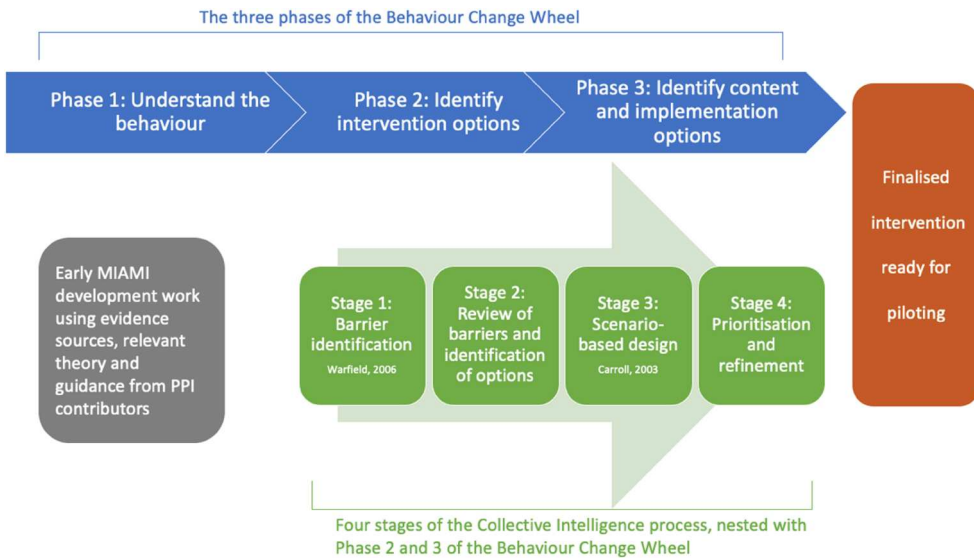 The three phases of the Behaviour Change Wheel
Phase 1: Understand the
behaviour
Phase 2: Identify
intervention options
Phase 3: Identify content
and implementation
options
Finalised
intervention
ready for
piloting
Early MIAMI
development work
using evidence
sources, relevant
theory and
guidance from PPI
contributors
Stage 1:
Barrier
identification
Warfield, 2006
Stage 2:
Review of
barriers and
identification
of options
Stage 3:
Scenario-
based design
Carroll, 2003
Stage 4:
Prioritisation
and
refinement
Four stages of the Collective Intelligence process, nested with
Phase 2 and 3 of the Behaviour Change Wheel